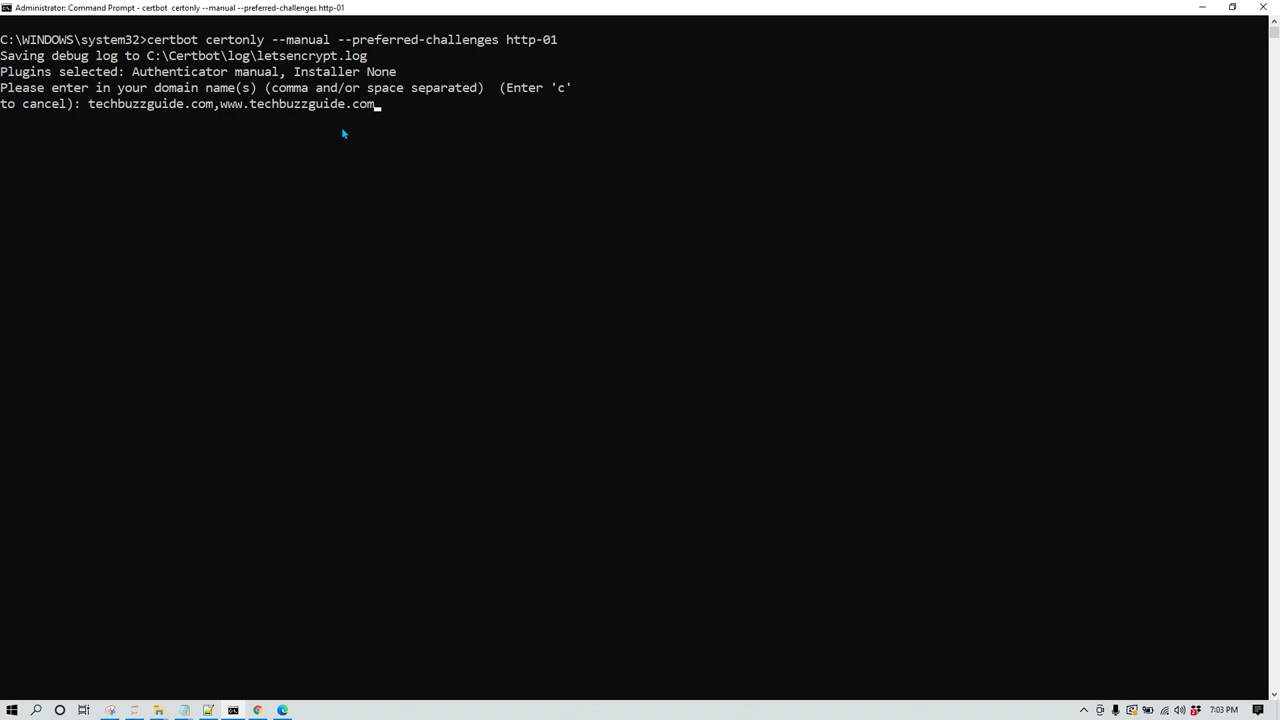 Administrator: Command Prompt - certbot  certonly --manual --preferred-challenges http-01
C:\WINDOWS\system32>certbot certonly --manual --preferred-challenges http-01
Saving debug log to C:\Certbot\log\letsencrypt.log
Plugins selected: Authenticator manual, Installer None
Please enter in your domain name(s) (comma and/or space separated)  (Enter 'c'
to cancel): techbuzzguide.com,www.techbuzzguide.com
7:03 PM